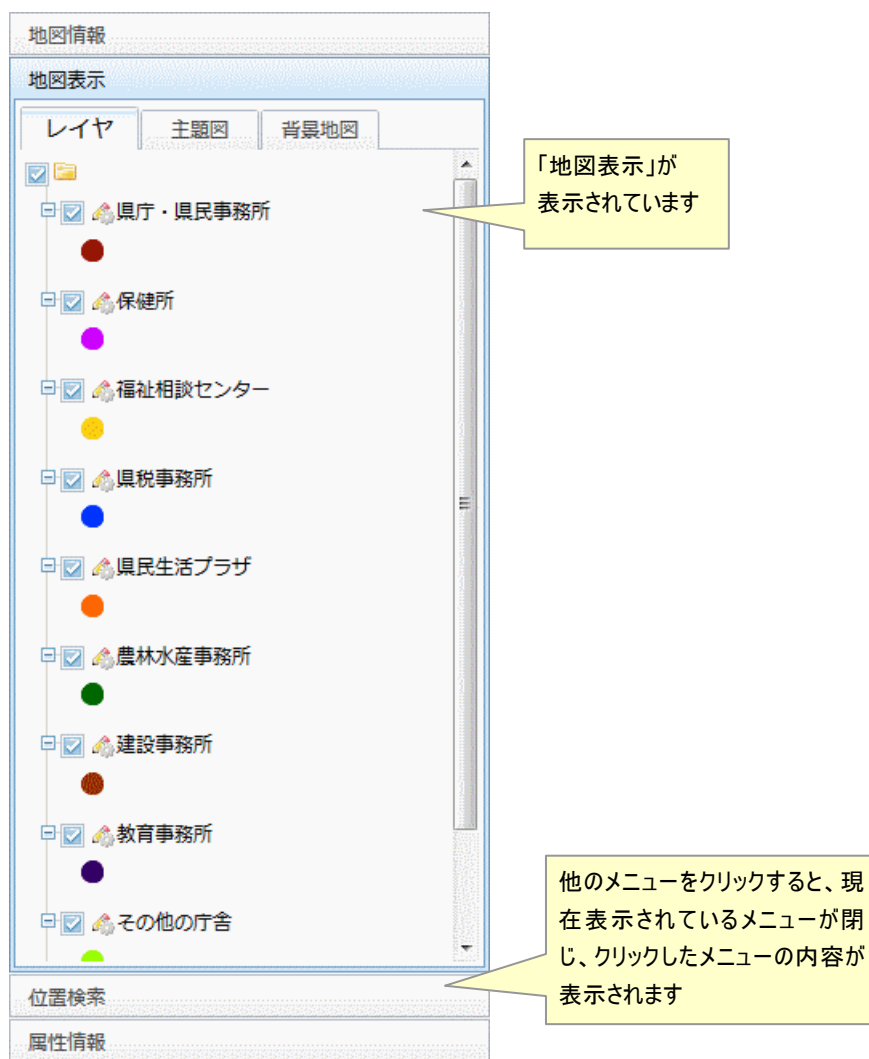 地図情報
地図表示
レイヤ 主題図 背景地図
県庁・県民事務所
保健所
福祉相談センター
県税事務所
県民生活プラザ
農林水産事務所
建設事務所
教育事務所
その他の庁舎
位置検索
属性情報
「地図表示」が
表示されています
他のメニューをクリックすると、現
在表示されているメニューが閉
じ、クリックしたメニューの内容が
表示されます